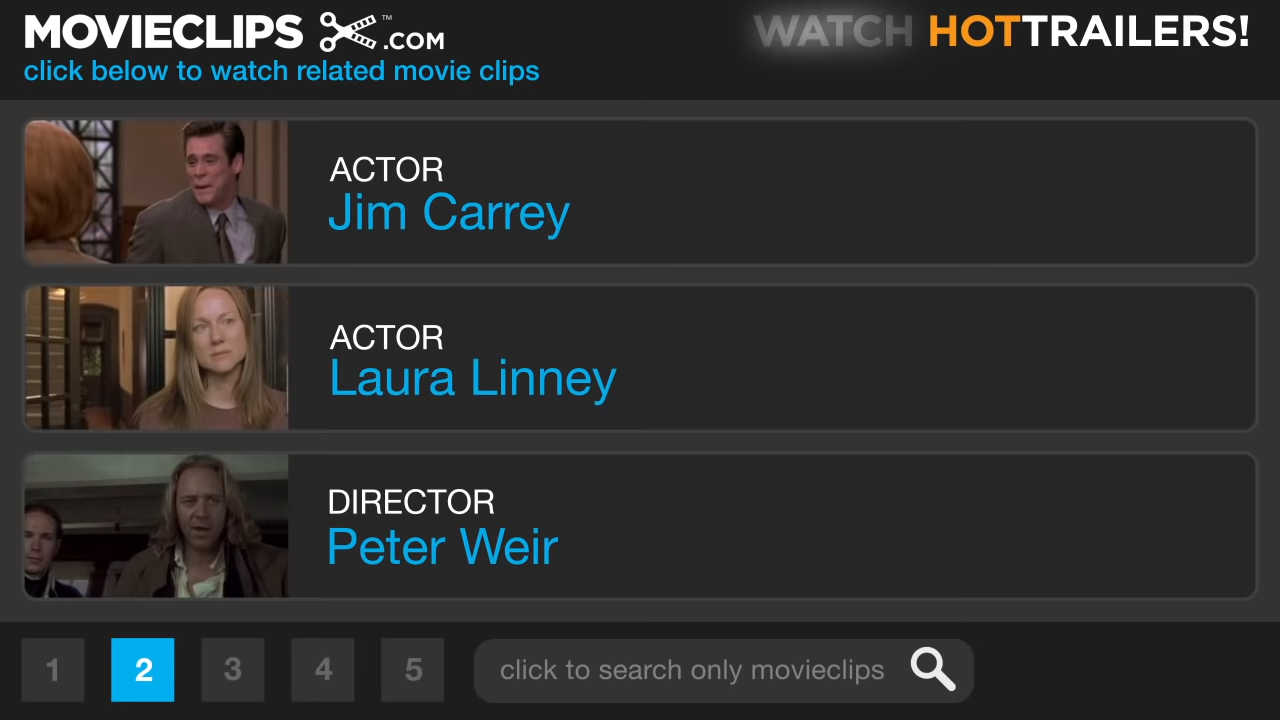 MOVIECLIPS ™ .COM
WATCH HOTTRAILERS!
click below to watch related movie clips
ACTOR
Jim Carrey
ACTOR
Laura Linney
DIRECTOR
Peter Weir
1 2 3 4 5
click to search only movieclips